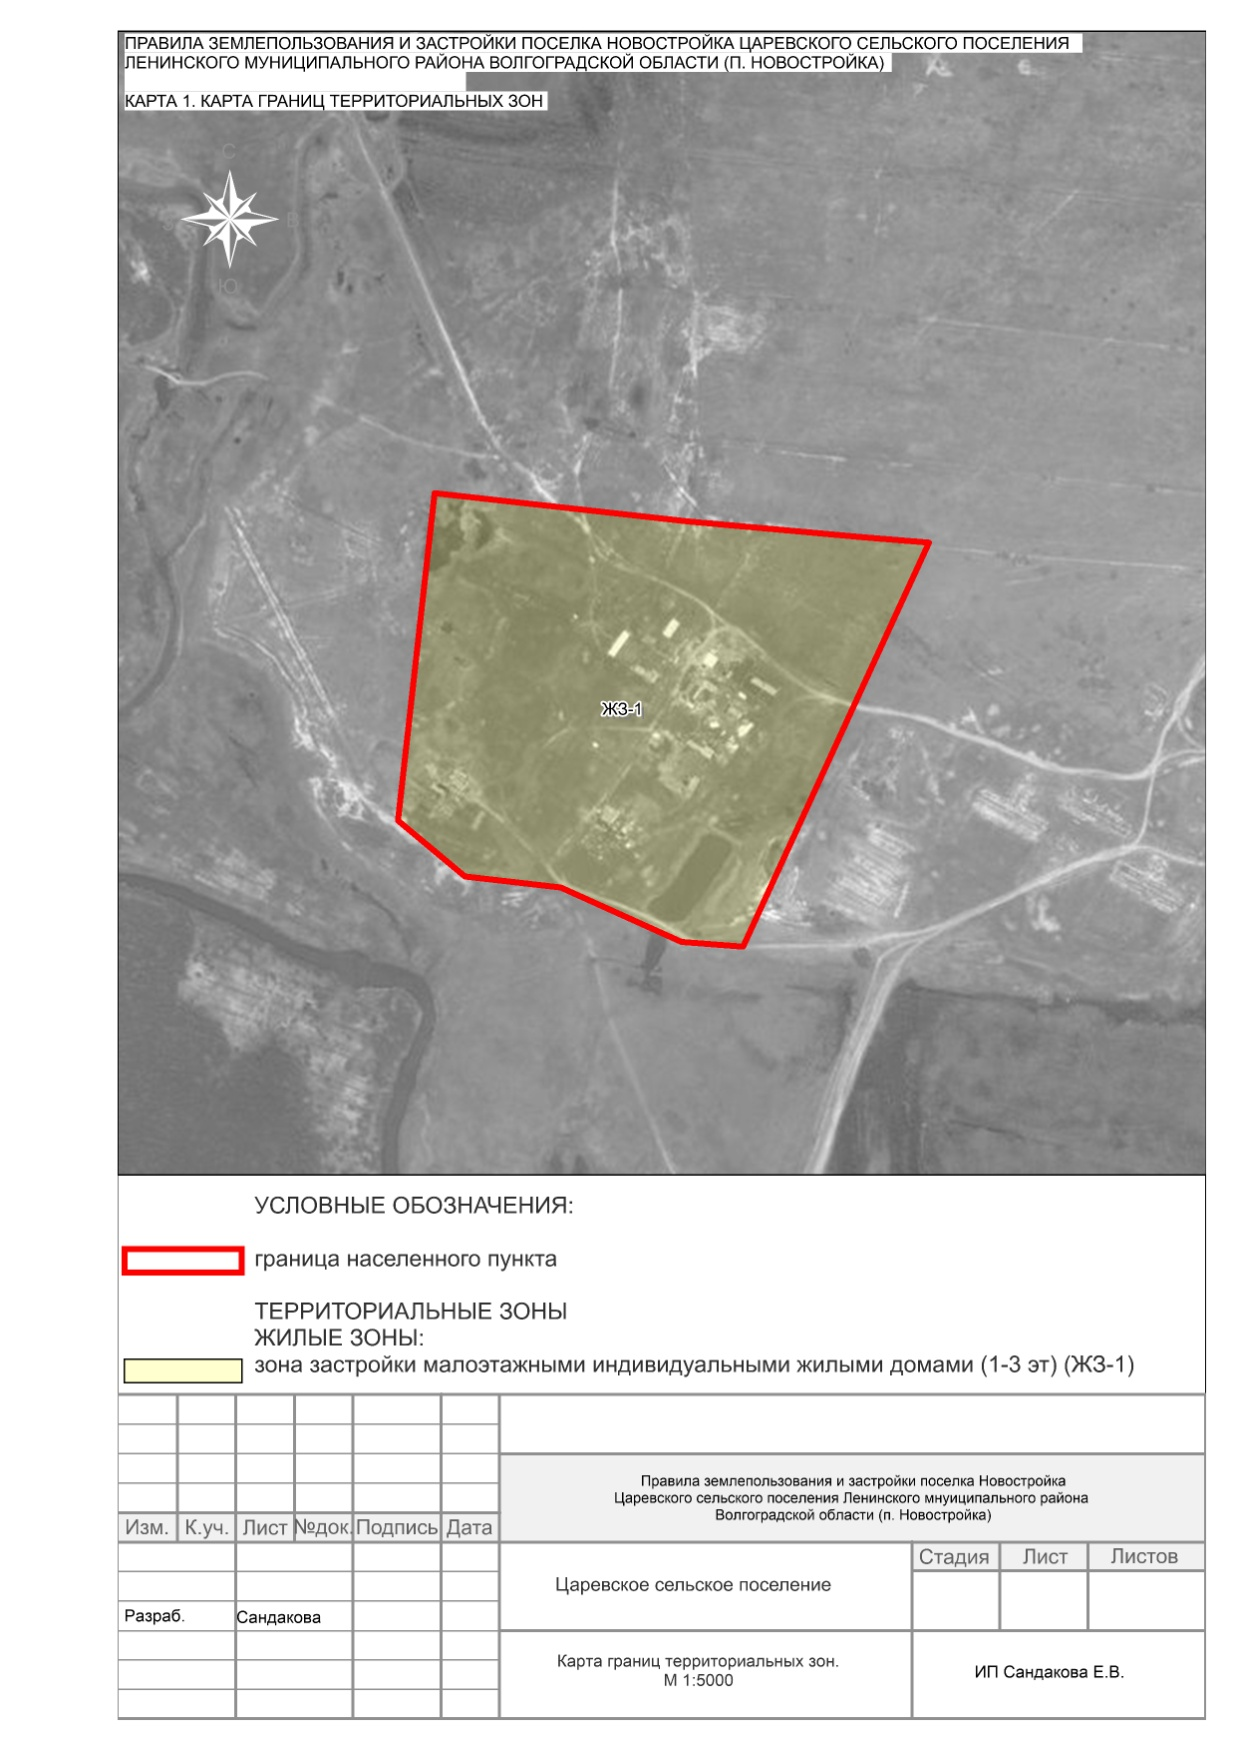 ПРАВИЛА ЗЕМЛЕПОЛЬЗОВАНИЯ И ЗАСТРОЙКИ ПОСЕЛКА НОВОСТРОЙКА ЦАРЕВСКОГО СЕЛЬСКОГО ПОСЕЛЕНИЯ
ЛЕНИНСКОГО МУНИЦИПАЛЬНОГО РАЙОНА ВОЛГОГРАДСКОЙ ОБЛАСТИ (П. НОВОСТРОЙКА)
КАРТА 1. КАРТА ГРАНИЦ ТЕРРИТОРИАЛЬНЫХ ЗОН
С
В
Ю
ЖЗ-1
УСЛОВНЫЕ ОБОЗНАЧЕНИЯ:
граница населенного пункта
ТЕРРИТОРИАЛЬНЫЕ ЗОНЫ
ЖИЛЫЕ ЗОНЫ:
зона застройки малоэтажными индивидуальными жилыми домами (1-3 эт) (ЖЗ-1)
Правила землепользования и застройки поселка Новостройка
Царевского сельского поселения Ленинского мнуиципального района
Волгоградской области (п. Новостройка)
Изм. К.уч. Лист №док. Подпись Дата
Стадия Лист Листов
Царевское сельское поселение
Разраб. Сандакова
Карта границ территориальных зон.
М 1:5000
ИП Сандакова Е.В.